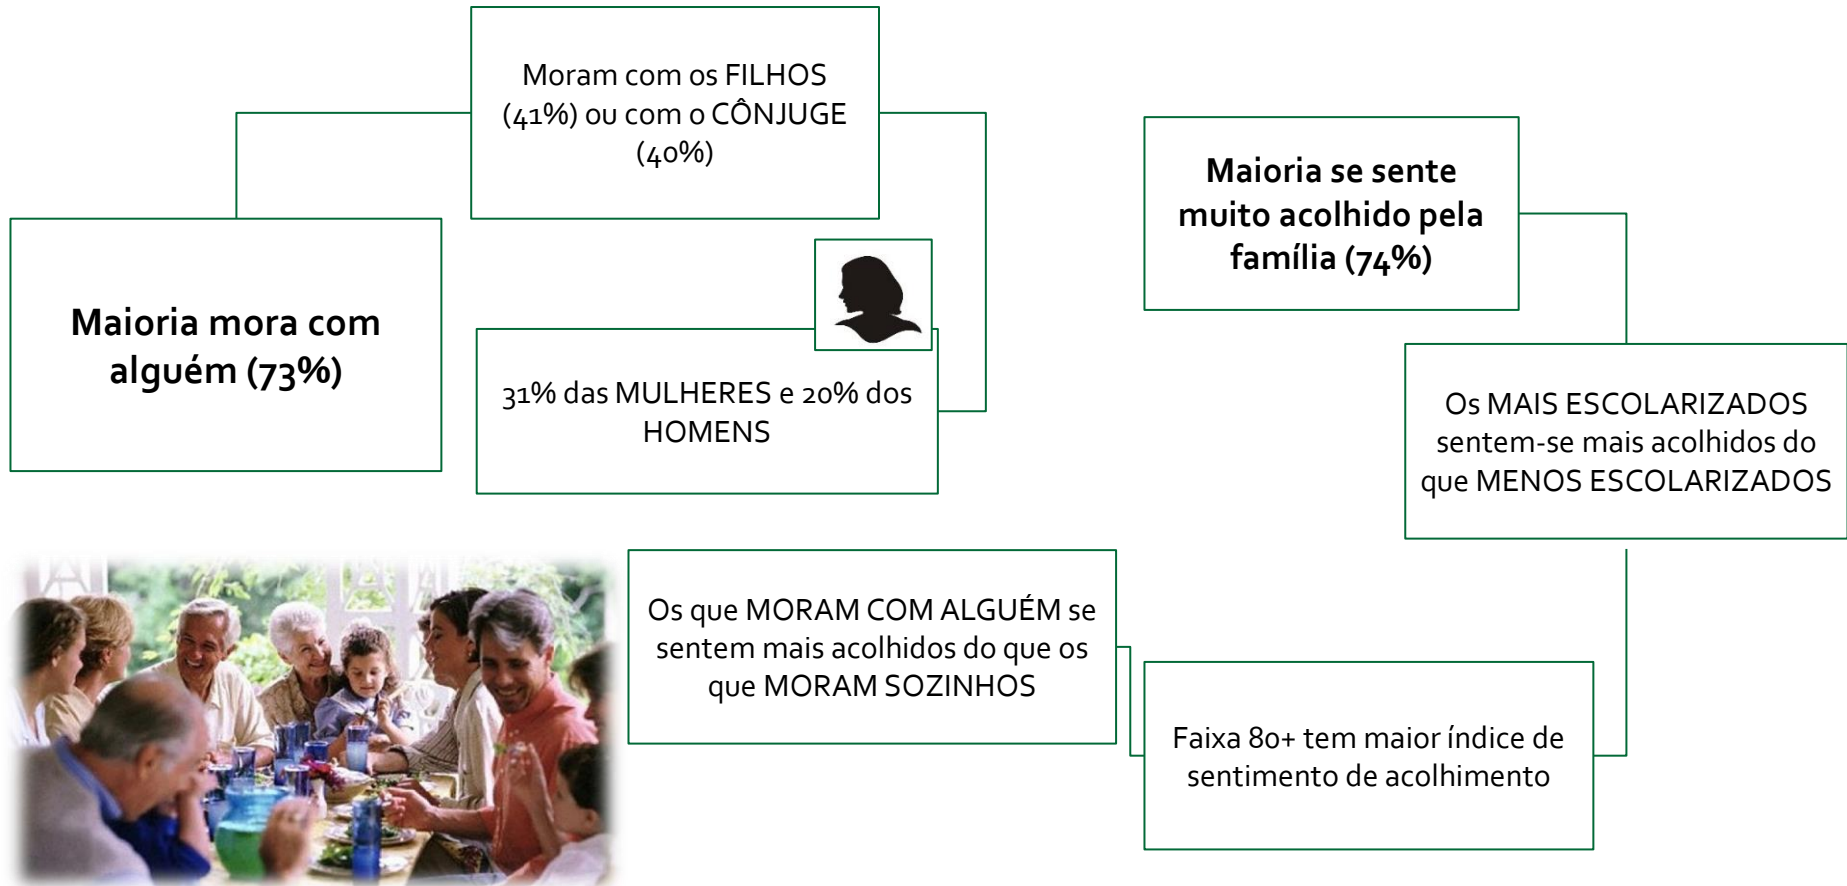 Moram com os FILHOS
(41%) ou com o CÔNJUGE
(40%)
Maioria mora com
alguém (73%)
31% das MULHERES e 20% dos
HOMENS
Maioria se sente
muito acolhido pela
família (74%)
Os MAIS ESCOLARIZADOS
sentem-se mais acolhidos do
que MENOS ESCOLARIZADOS
Os que MORAM COM ALGUÉM se
sentem mais acolhidos do que os
que MORAM SOZINHOS
Faixa 80+ tem maior índice de
sentimento de acolhimento